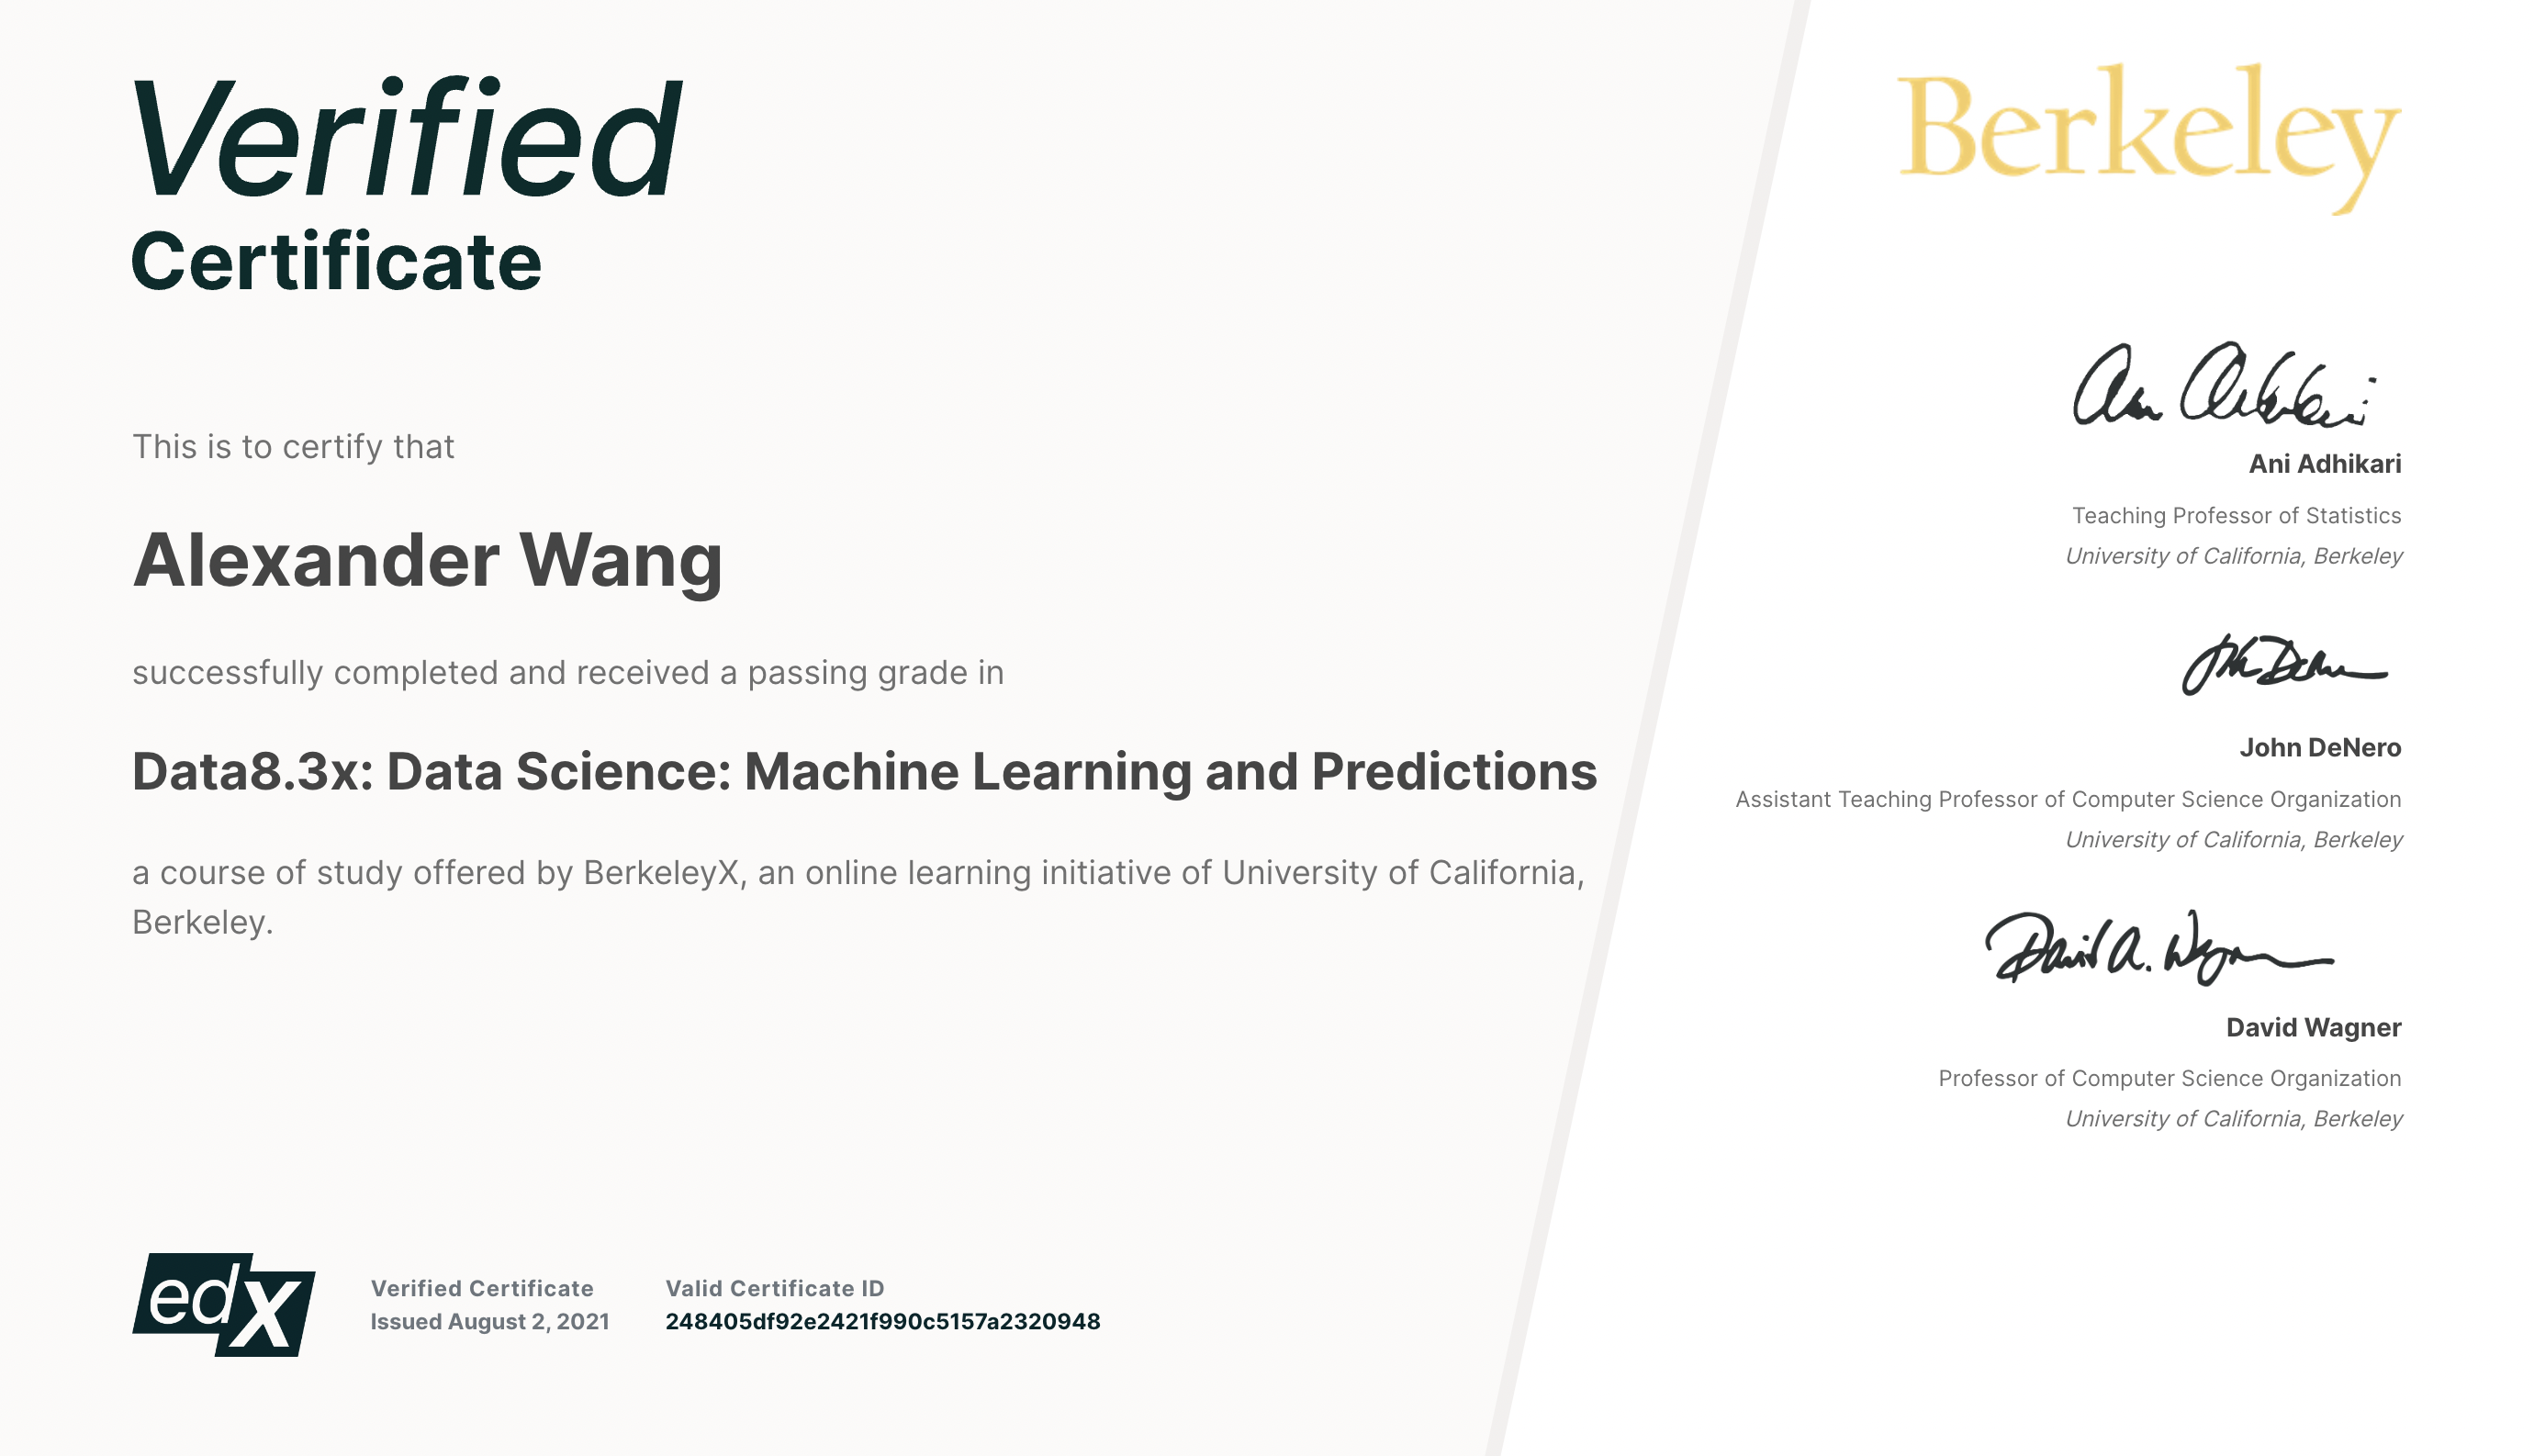 Verified
Certificate
This is to certify that
Alexander Wang
successfully completed and received a passing grade in
Data8.3x: Data Science: Machine Learning and Predictions
a course of study offered by BerkeleyX, an online learning initiative of University of California,
Berkeley.
edX
Verified Certificate
Issued August 2, 2021
Valid Certificate ID
248405df92e2421f990c5157a2320948
Berkeley
Ani Adhikari
Ani Adhikari
Teaching Professor of Statistics
University of California, Berkeley
John DeNero
John DeNero
Assistant Teaching Professor of Computer Science Organization
University of California, Berkeley
David A. Wagner
David Wagner
Professor of Computer Science Organization
University of California, Berkeley